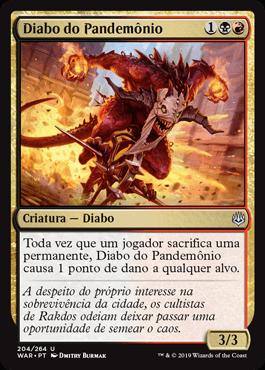 Diabo do Pandemônio 1
Criatura — Diabo
Toda vez que um jogador sacrifica uma
permanente, Diabo do Pandemônio
causa 1 ponto de dano a qualquer alvo.
A despeito do próprio interesse na
sobrevivência da cidade, os cultistas
de Rakdos odeiam deixar passar uma
oportunidade de semear o caos.
3/3
204/264 U
WAR • PT Dmitry Burmak
™ & © 2019 Wizards of the Coast